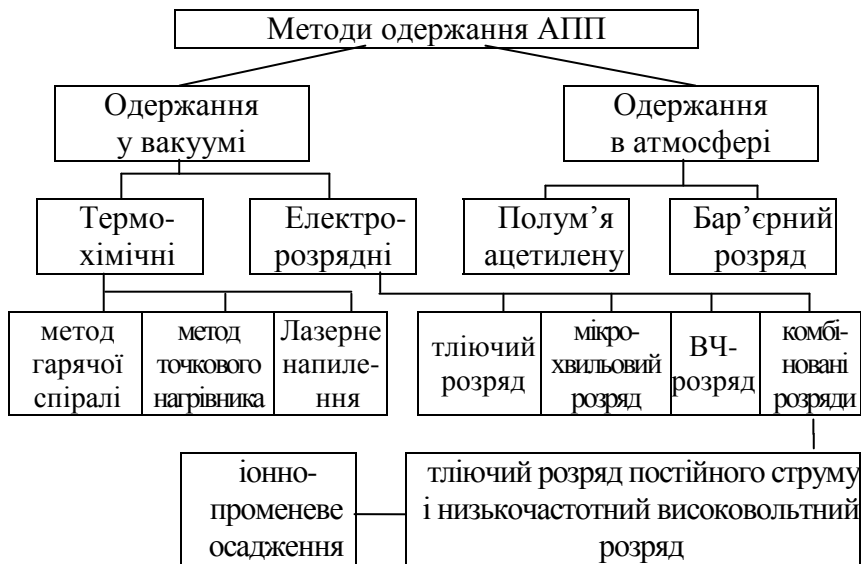 Методи одержання АПП
Одержання
у вакуумі
Одержання
в атмосфері
Термо-
хімічні
Електро-
розрядні
Полум’я
ацетилену
Бар’єрний
розряд
метод
гарячої
спіралі
метод
точкового
нагрівника
Лазерне
напиле-
ння
тліючий
розряд
мікро-
хвильовий
розряд
ВЧ-
розряд
комбі-
новані
розряди
іонно-
променеве
осадження
тліючий розряд постійного струму
і низькочастотний високовольтний
розряд